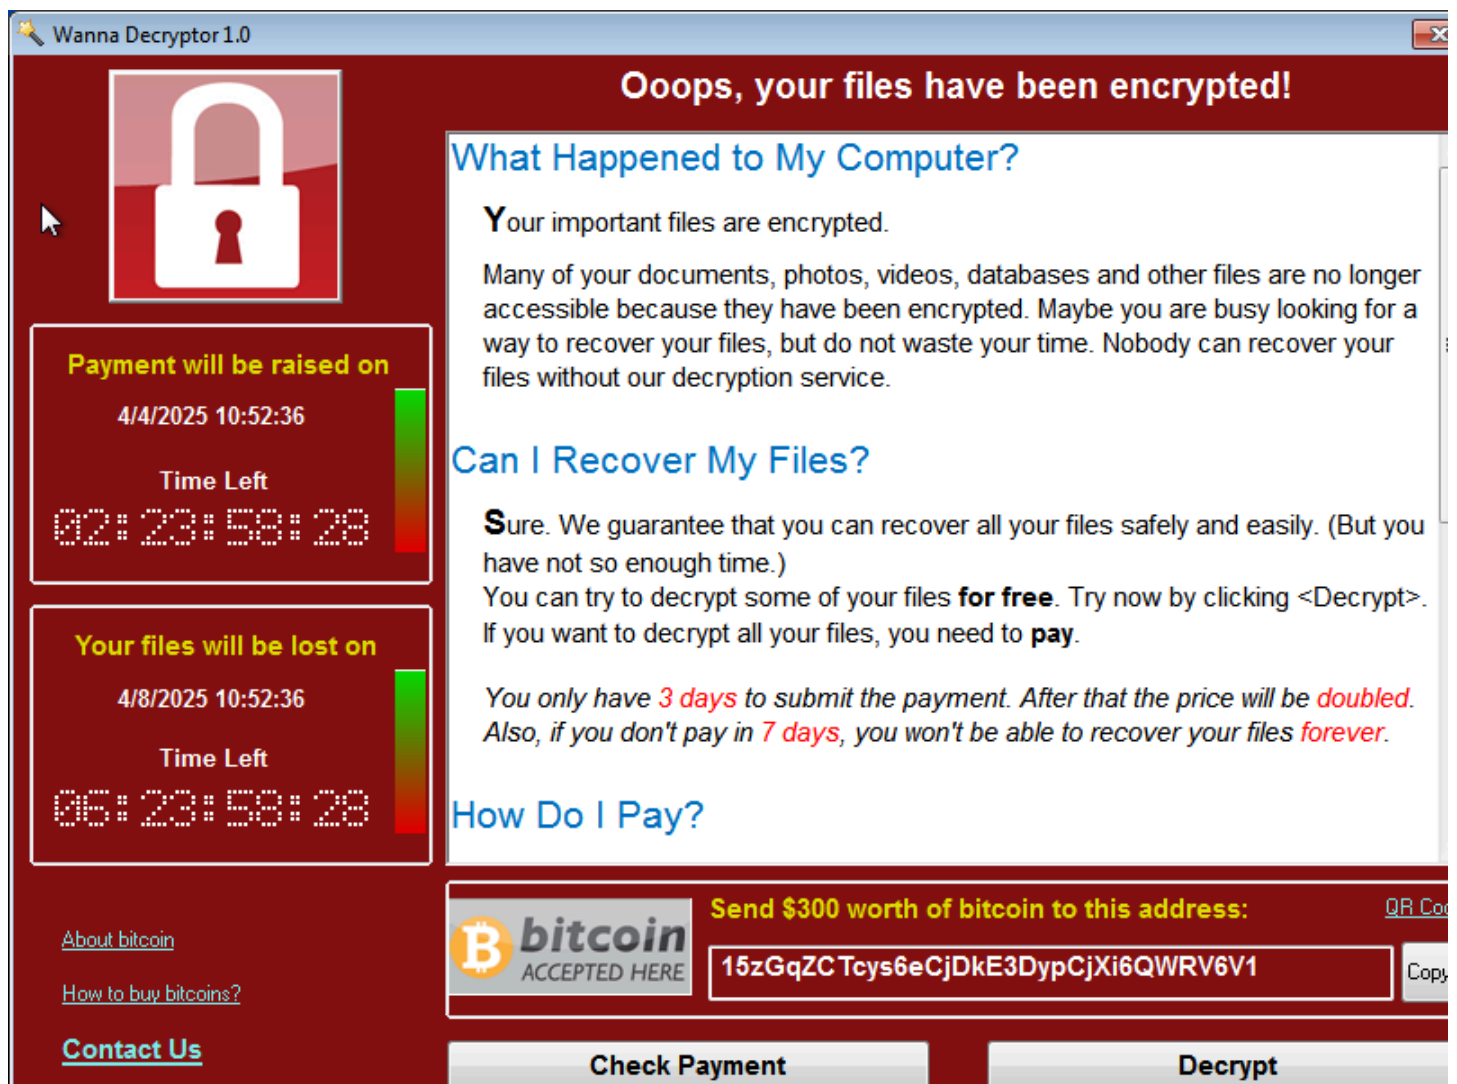 Wanna Decryptor 1.0
Ooops, your files have been encrypted!
Payment will be raised on
4/4/2025 10:52:36
Time Left
02:23:58:28
Your files will be lost on
4/8/2025 10:52:36
Time Left
06:23:58:28
About bitcoin
How to buy bitcoins?
Contact Us
What Happened to My Computer?
Your important files are encrypted.
Many of your documents, photos, videos, databases and other files are no longer
accessible because they have been encrypted. Maybe you are busy looking for a
way to recover your files, but do not waste your time. Nobody can recover your
files without our decryption service.
Can I Recover My Files?
Sure. We guarantee that you can recover all your files safely and easily. (But you
have not so enough time.)
You can try to decrypt some of your files for free. Try now by clicking <Decrypt>.
If you want to decrypt all your files, you need to pay.
You only have 3 days to submit the payment. After that the price will be doubled.
Also, if you don't pay in 7 days, you won't be able to recover your files forever.
How Do I Pay?
bitcoin
ACCEPTED HERE
Send $300 worth of bitcoin to this address:
QR
15zGqZCTcys6eCjDkE3DypCjXi6QWRV6V1
Copy
Check Payment
Decrypt